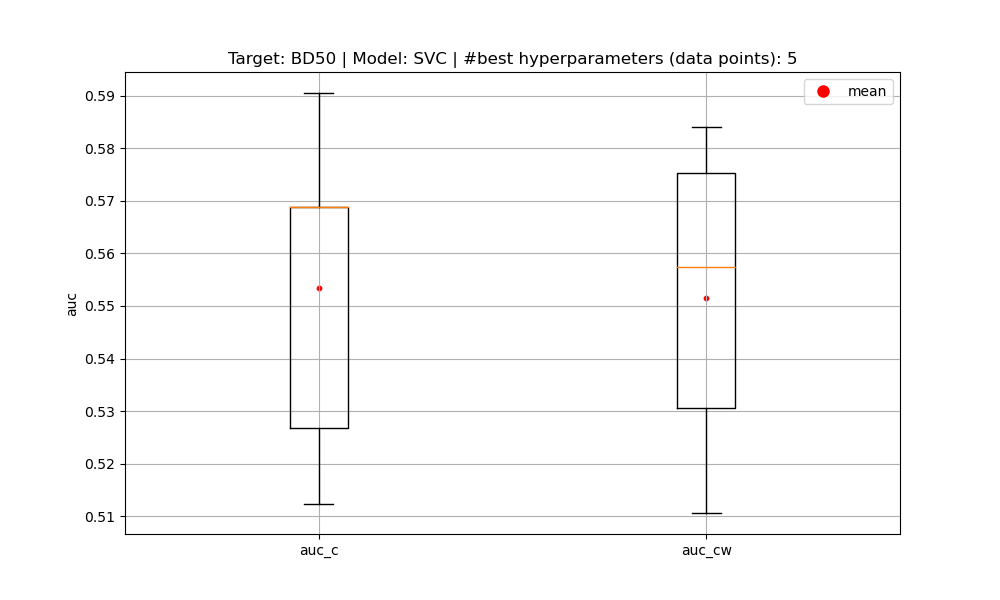 Target: BD50 | Model: SVC | #best hyperparameters (data points): 5
mean
0.59
0.58
0.57
0.56
0.55
0.54
0.53
0.52
0.51
auc
auc_c
auc_cw